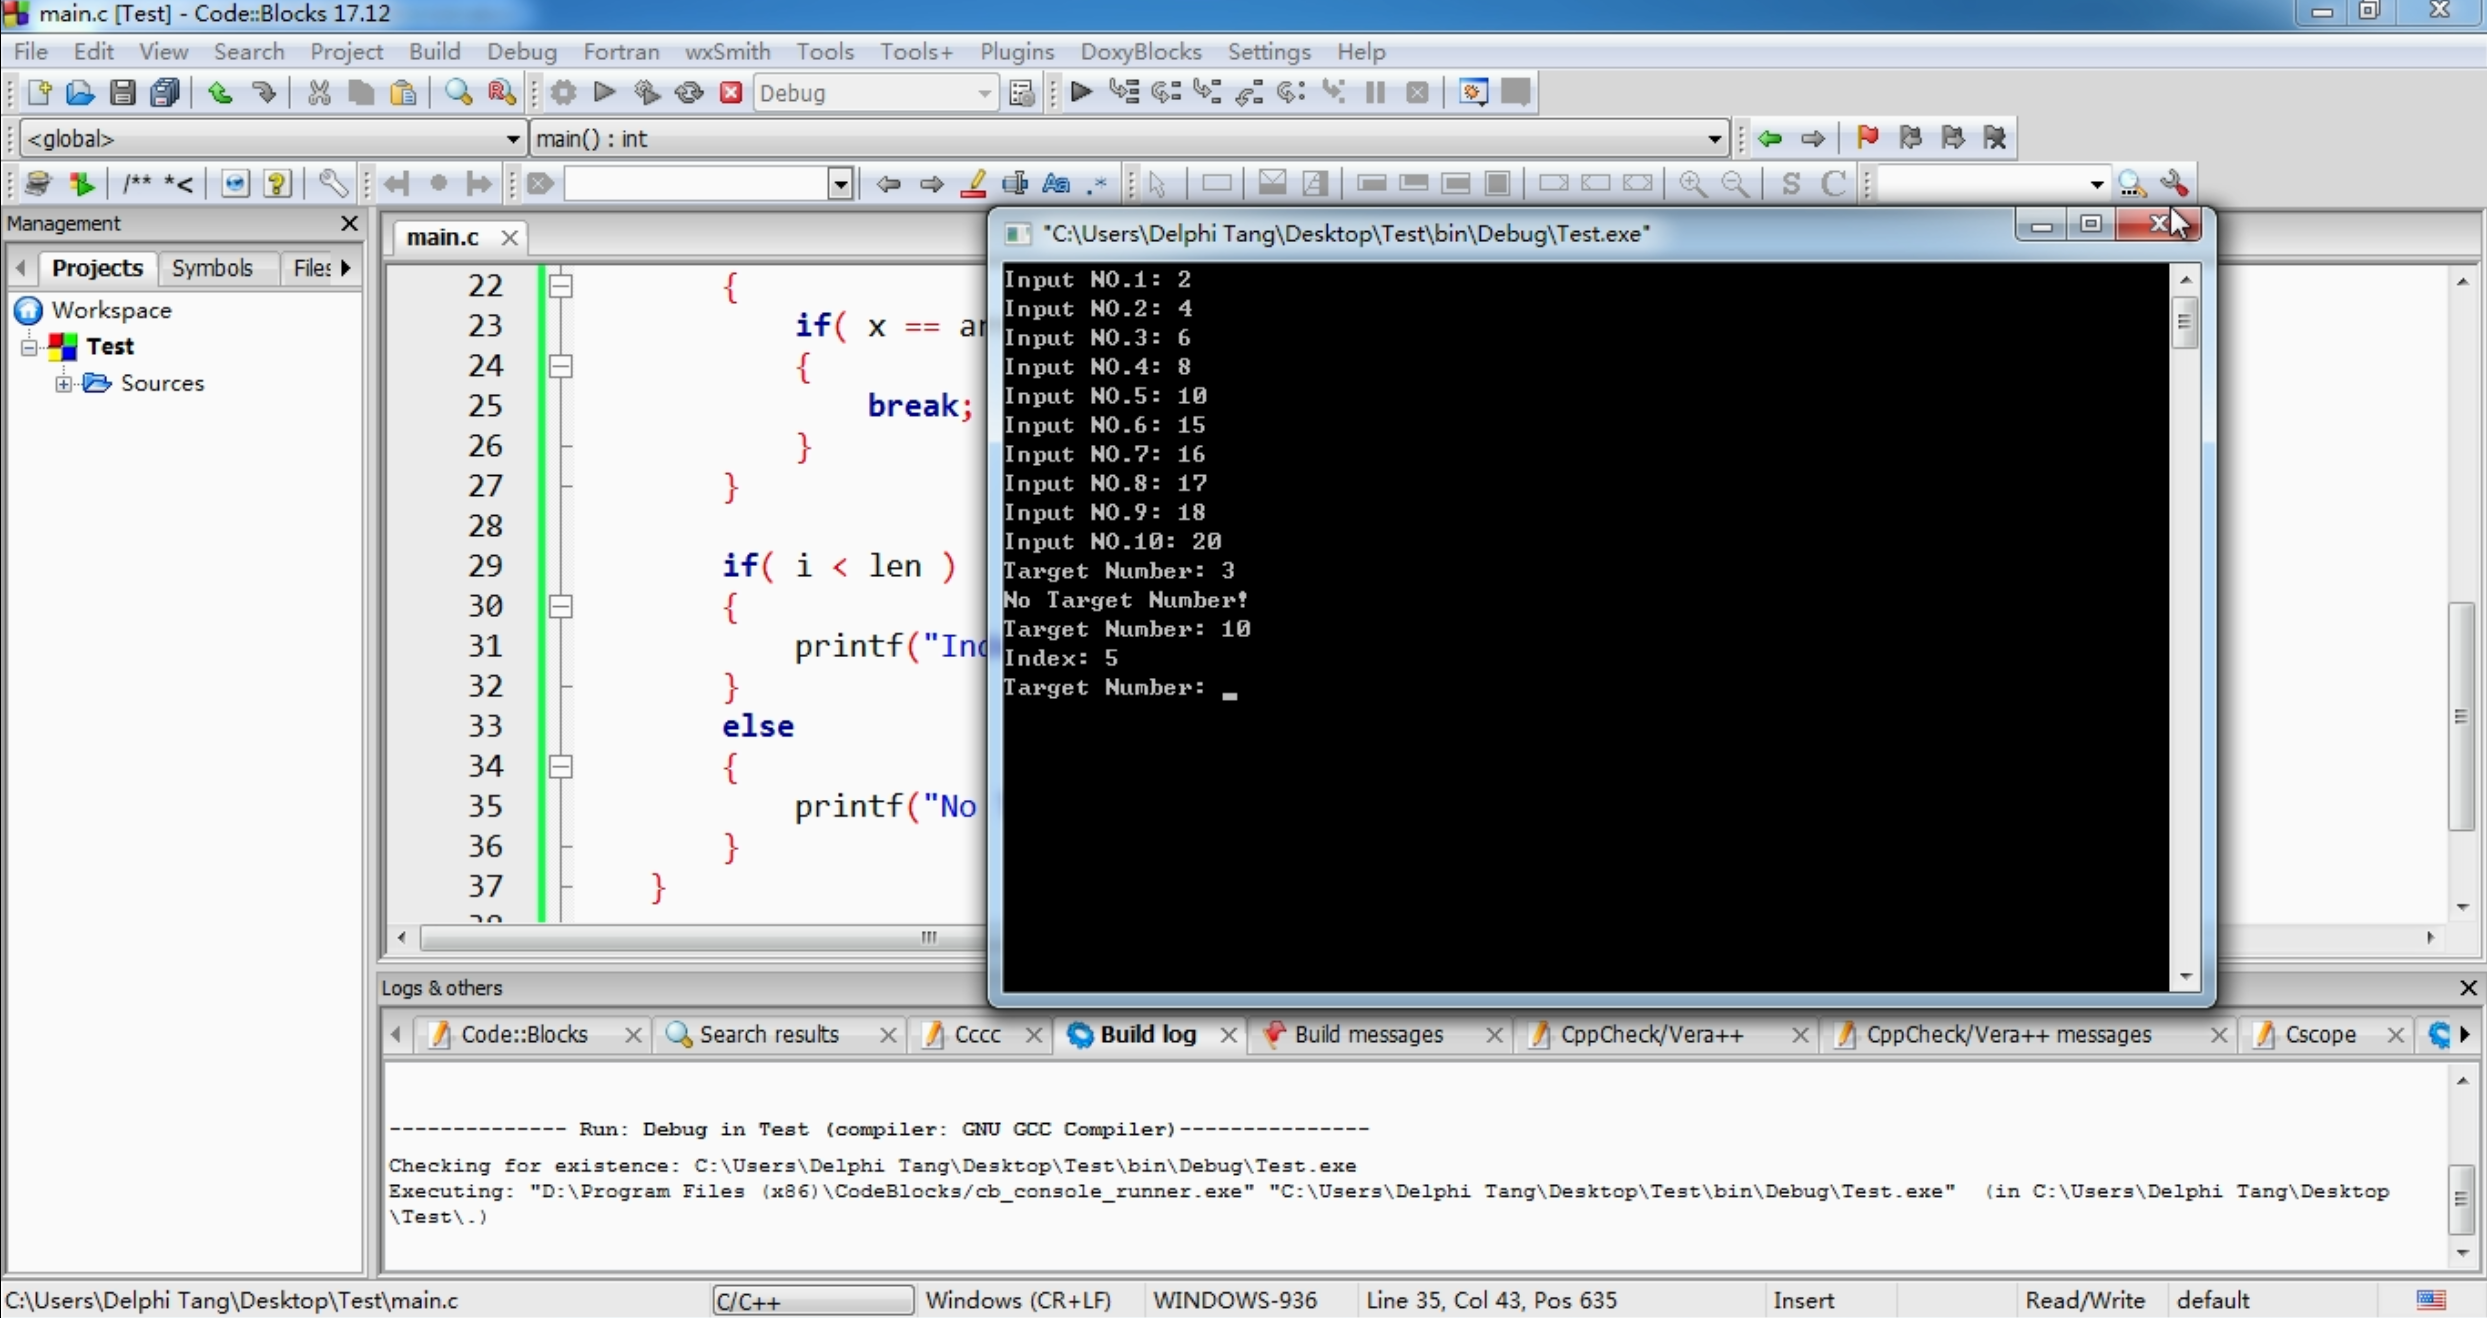 main.c [Test] - Code::Blocks 17.12
File Edit View Search Project Build Debug Fortran wxSmith Tools Tools+ Plugins DoxyBlocks Settings Help
Debug
<global> main() : int
/** *< Aa .* S C
Management
Projects Symbols Files
Workspace
Test
Sources
main.c
22 {
23 if( x == ar
24 {
25 break;
26 }
27 }
28
29 if( i < len )
30 {
31 printf("Ind
32 }
33 else
34 {
35 printf("No
36 }
37 }
38
"C:\Users\Delphi Tang\Desktop\Test\bin\Debug\Test.exe"
Input NO.1: 2
Input NO.2: 4
Input NO.3: 6
Input NO.4: 8
Input NO.5: 10
Input NO.6: 15
Input NO.7: 16
Input NO.8: 17
Input NO.9: 18
Input NO.10: 20
Target Number: 3
No Target Number!
Target Number: 10
Index: 5
Target Number: _
Logs & others
Code::Blocks Search results Cccc Build log Build messages CppCheck/Vera++ CppCheck/Vera++ messages Cscope
-------------- Run: Debug in Test (compiler: GNU GCC Compiler)---------------
Checking for existence: C:\Users\Delphi Tang\Desktop\Test\bin\Debug\Test.exe
Executing: "D:\Program Files (x86)\CodeBlocks/cb_console_runner.exe" "C:\Users\Delphi Tang\Desktop\Test\bin\Debug\Test.exe"  (in C:\Users\Delphi Tang\Desktop
\Test\.)
C:\Users\Delphi Tang\Desktop\Test\main.c C/C++ Windows (CR+LF) WINDOWS-936 Line 35, Col 43, Pos 635 Insert Read/Write default